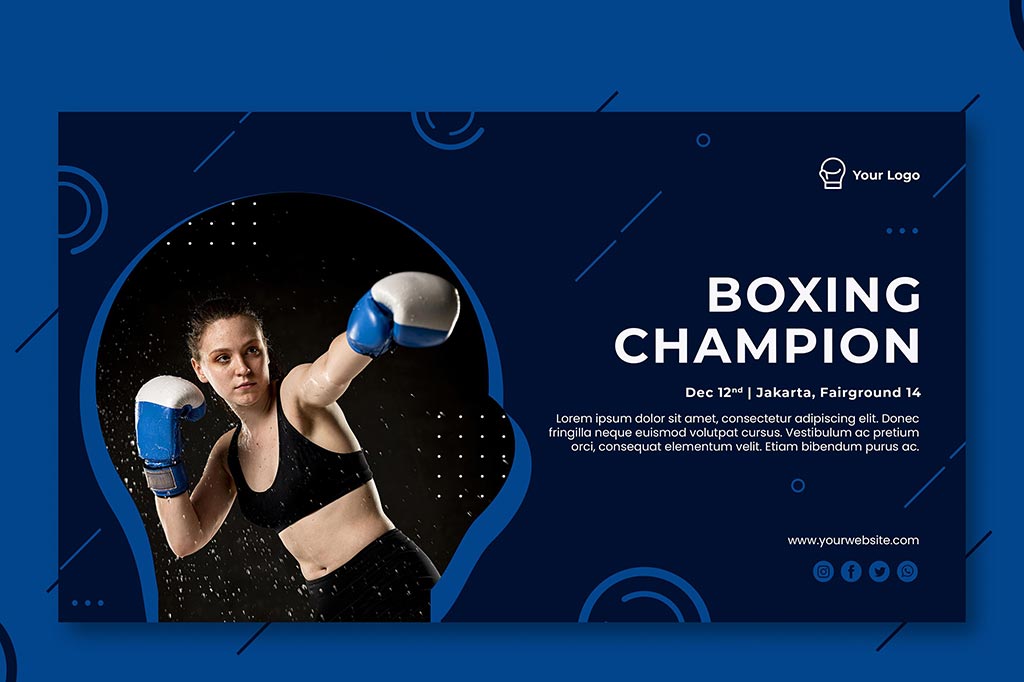 Your Logo
BOXING
CHAMPION
Dec 12ⁿᵈ | Jakarta, Fairground 14
Lorem ipsum dolor sit amet, consectetur adipiscing elit. Donec
fringilla neque euismod volutpat cursus. Vestibulum ac pretium
orci, consequat elementum velit. Etiam bibendum purus ac.
www.yourwebsite.com